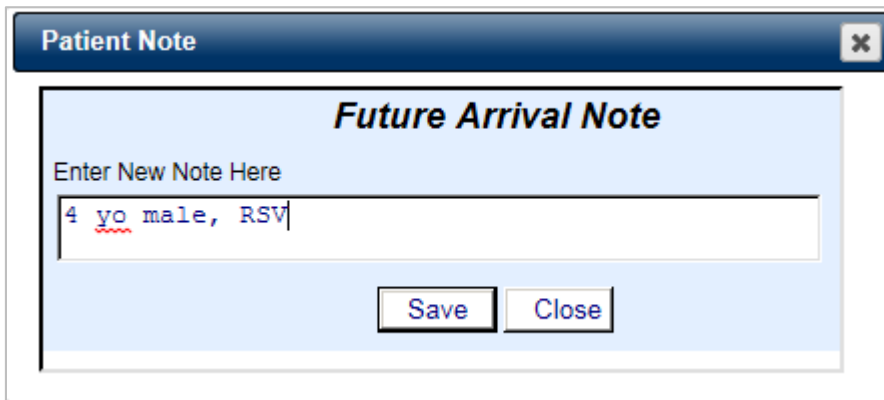 Patient Note
Future Arrival Note
Enter New Note Here
4 yo male, RSV
Save Close